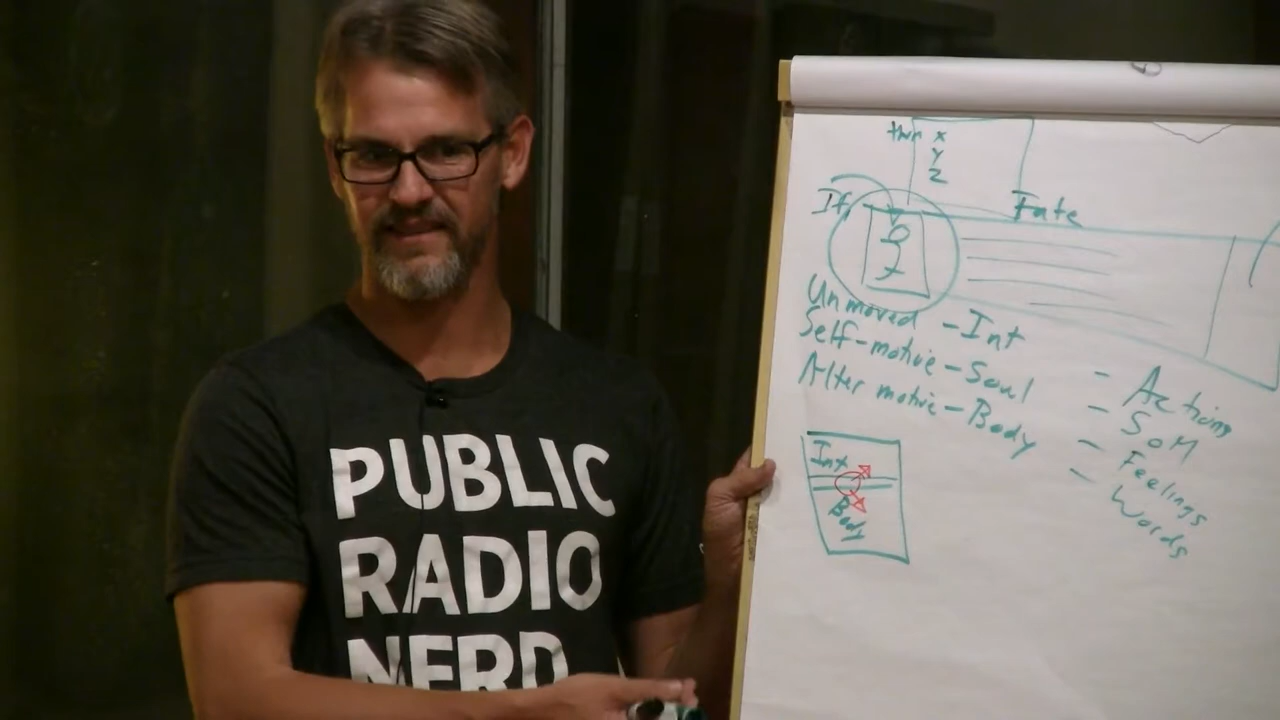 PUBLIC
RADIO
NERD
then x
y
z
If
Fate
Unmoved - Int
Self-motive - Soul
Alter motive - Body
- Actions
- SoM
- Feelings
- Words
Int
Body